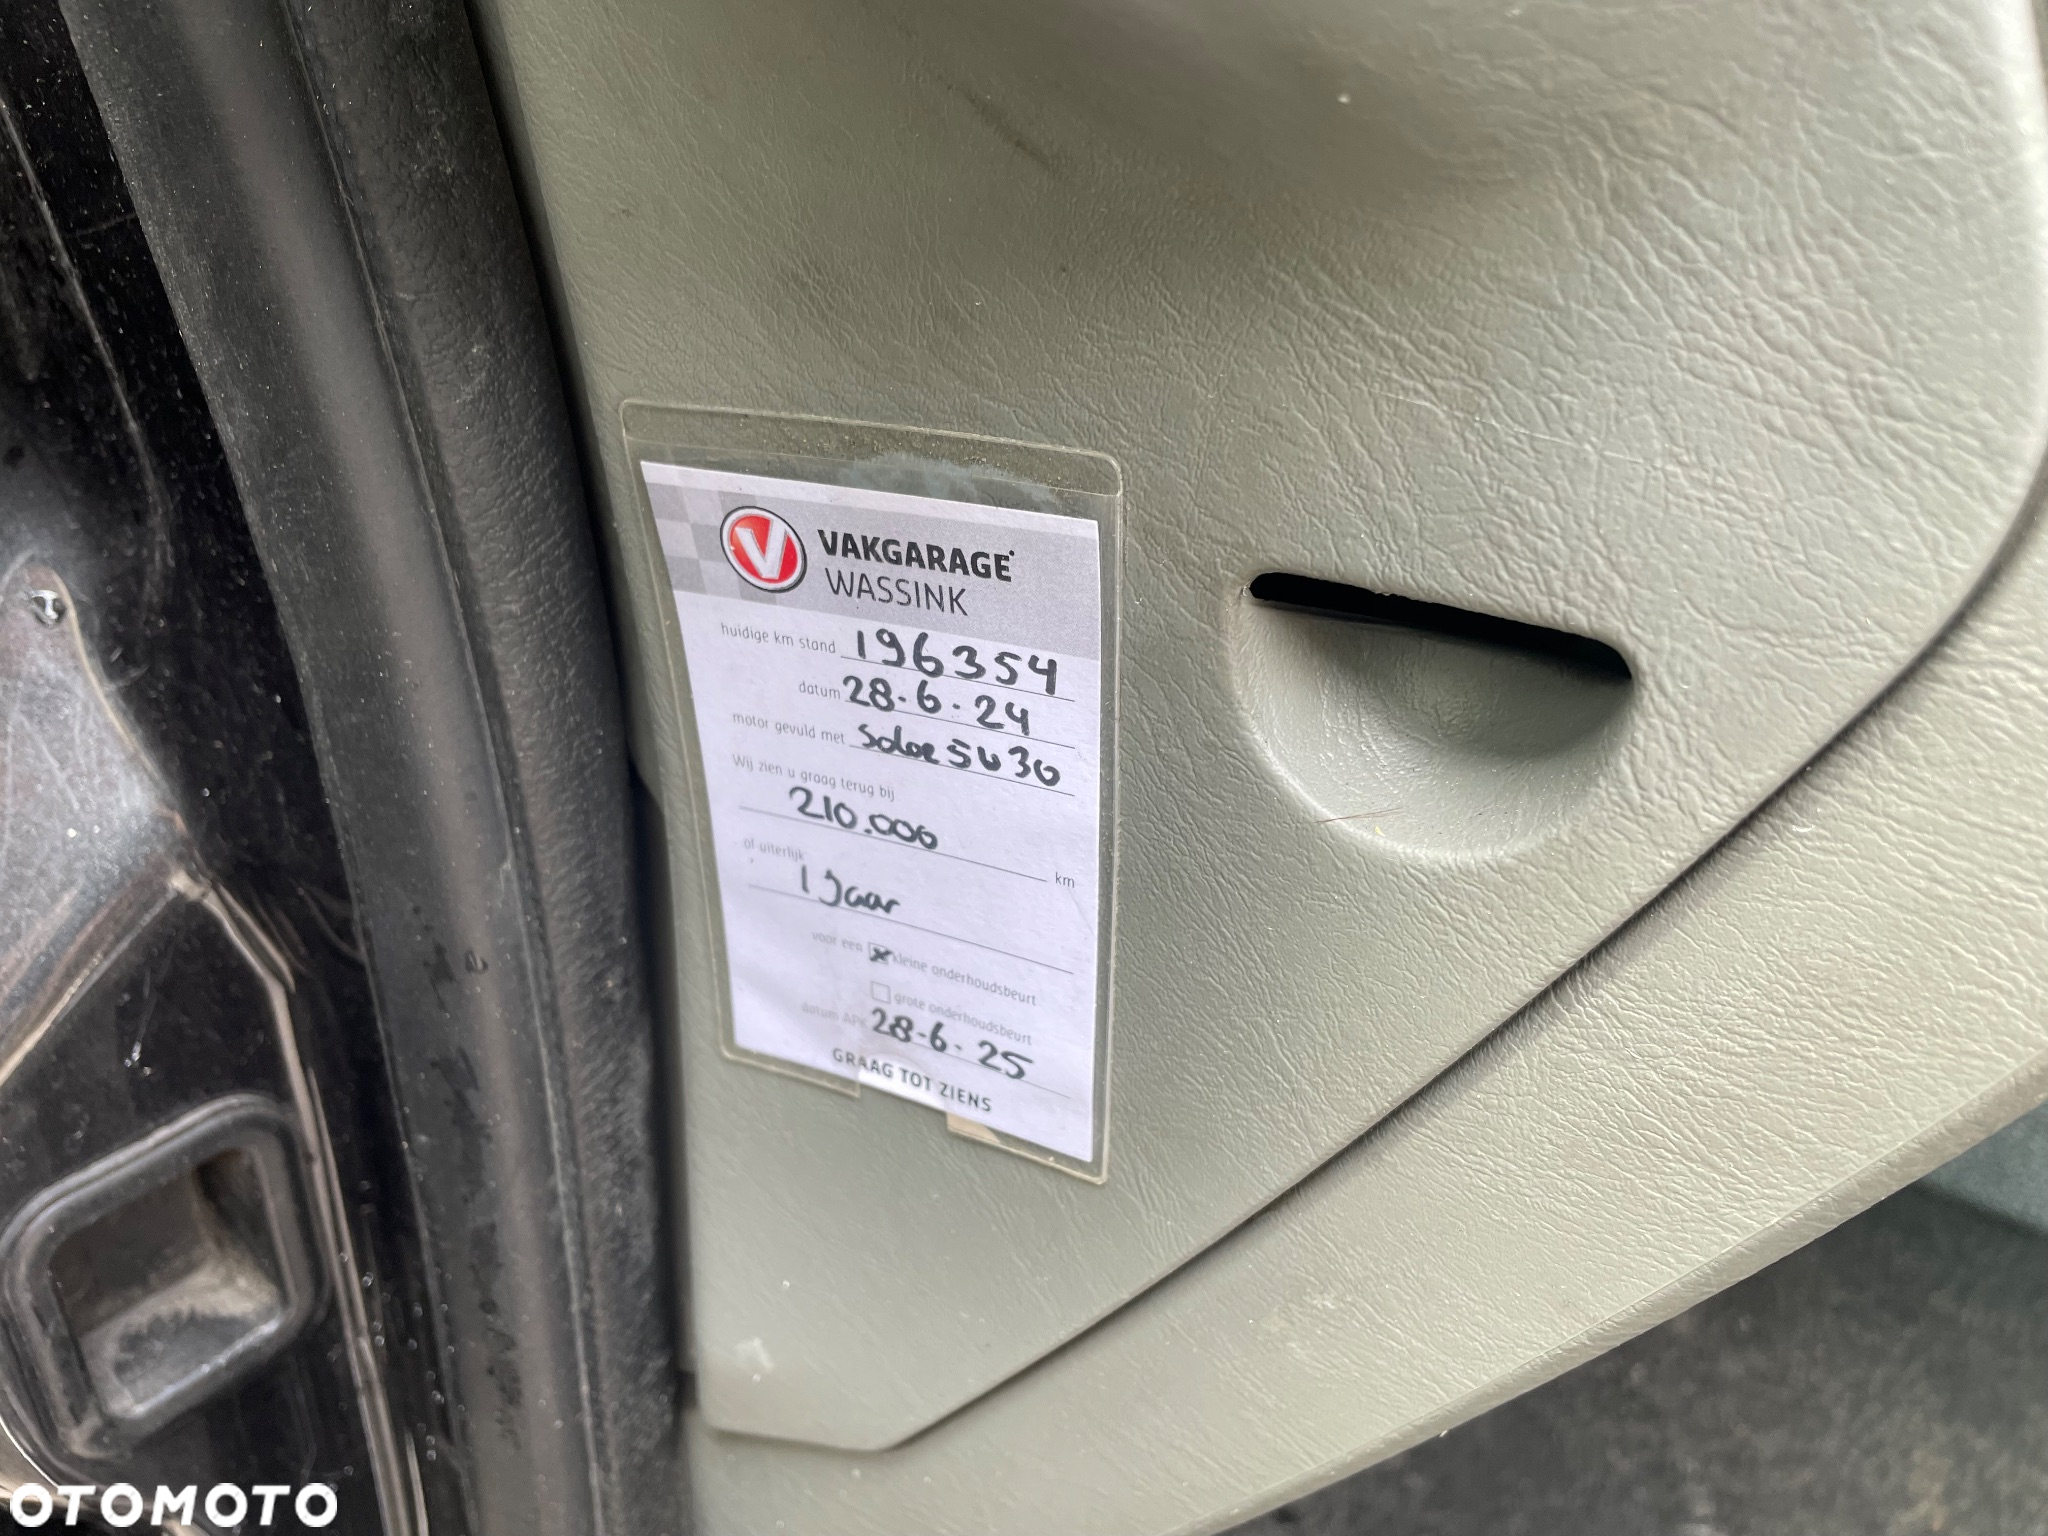 VAKGARAGE
WASSINK
huidige km stand 196354
datum 28-6-24
motor gevuld met 5W30
Wij zien u graag terug bij
210.000 km
of uiterlijk
1 Jaar
voor een x kleine onderhoudsbeurt
grote onderhoudsbeurt
datum APK 28-6-25
GRAAG TOT ZIENS
OTOMOTO